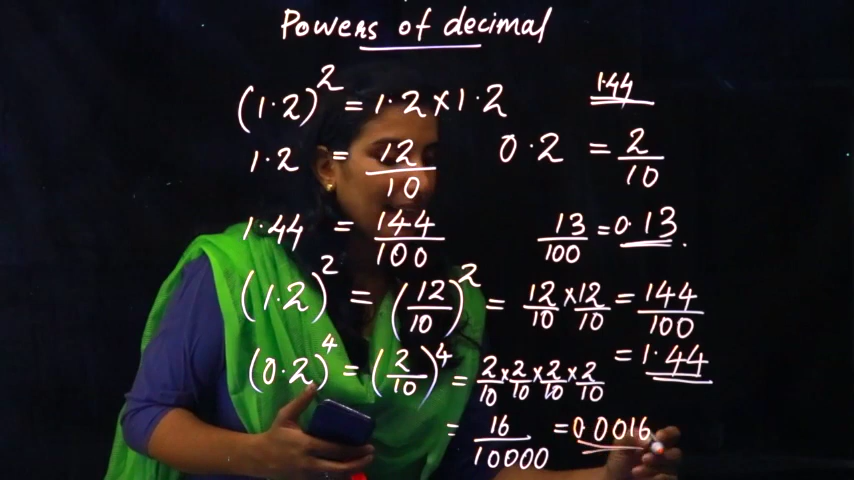 Powers of decimal
(1·2)² = 1·2 × 1·2    1·44
1·2 = 12/10    0·2 = 2/10
1·44 = 144/100    13/100 = 0·13.
(1·2)² = (12/10)² = 12/10 × 12/10 = 144/100
= 1·44
(0·2)⁴ = (2/10)⁴ = 2/10 × 2/10 × 2/10 × 2/10
= 16/10000 = 0.0016